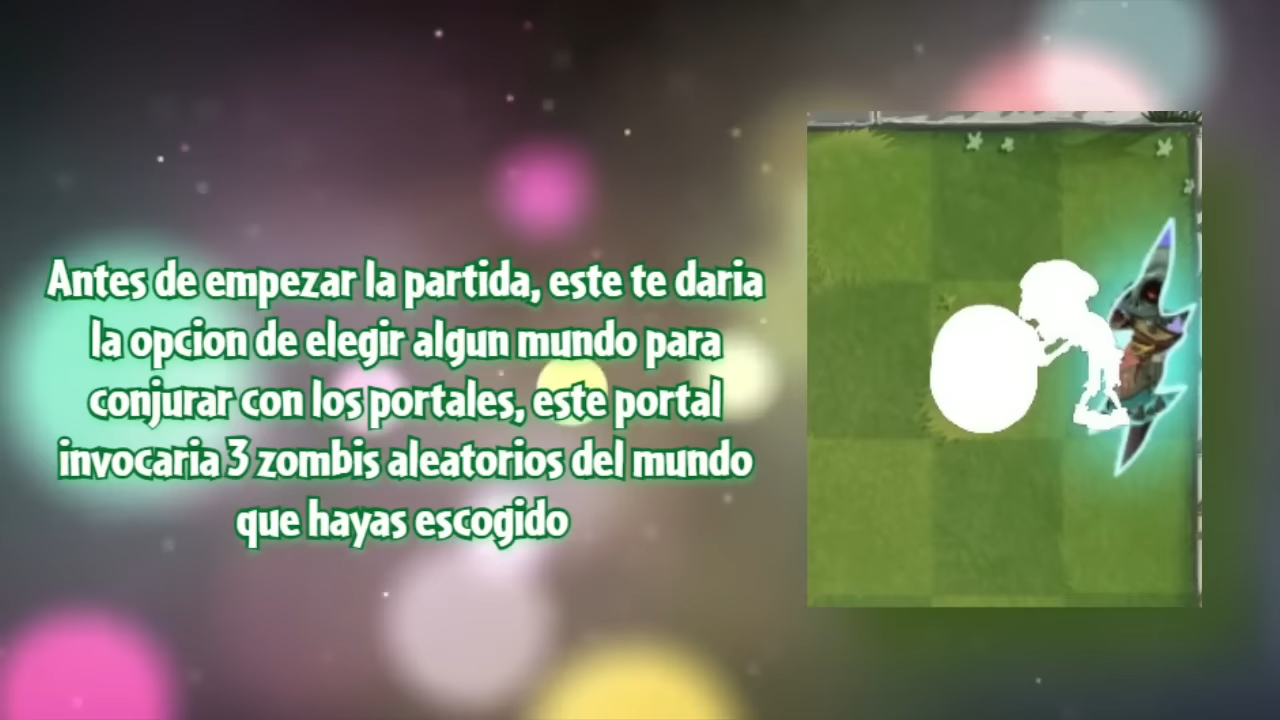 Antes de empezar la partida, este te daria
la opcion de elegir algun mundo para
conjurar con los portales, este portal
invocaria 3 zombis aleatorios del mundo
que hayas escogido